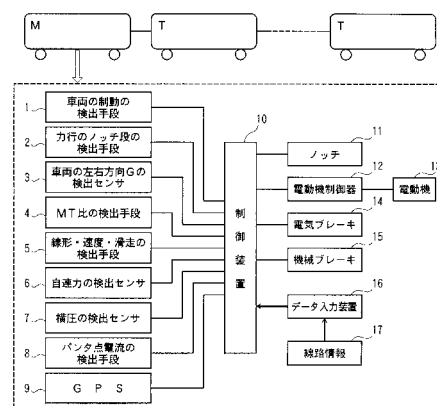 M
T
T
1
車両の制動の
検出手段
2
力行のノッチ段の
検出手段
3
車両の左右方向Gの
検出センサ
4
MT比の検出手段
5
線形・速度・滑走の
検出手段
6
自連力の検出センサ
7
横圧の検出センサ
8
パンタ点電流の
検出手段
9
G P S
10
制御装置
11
ノッチ
12
電動機制御器
13
電動機
14
電気ブレーキ
15
機械ブレーキ
16
データ入力装置
17
線路情報